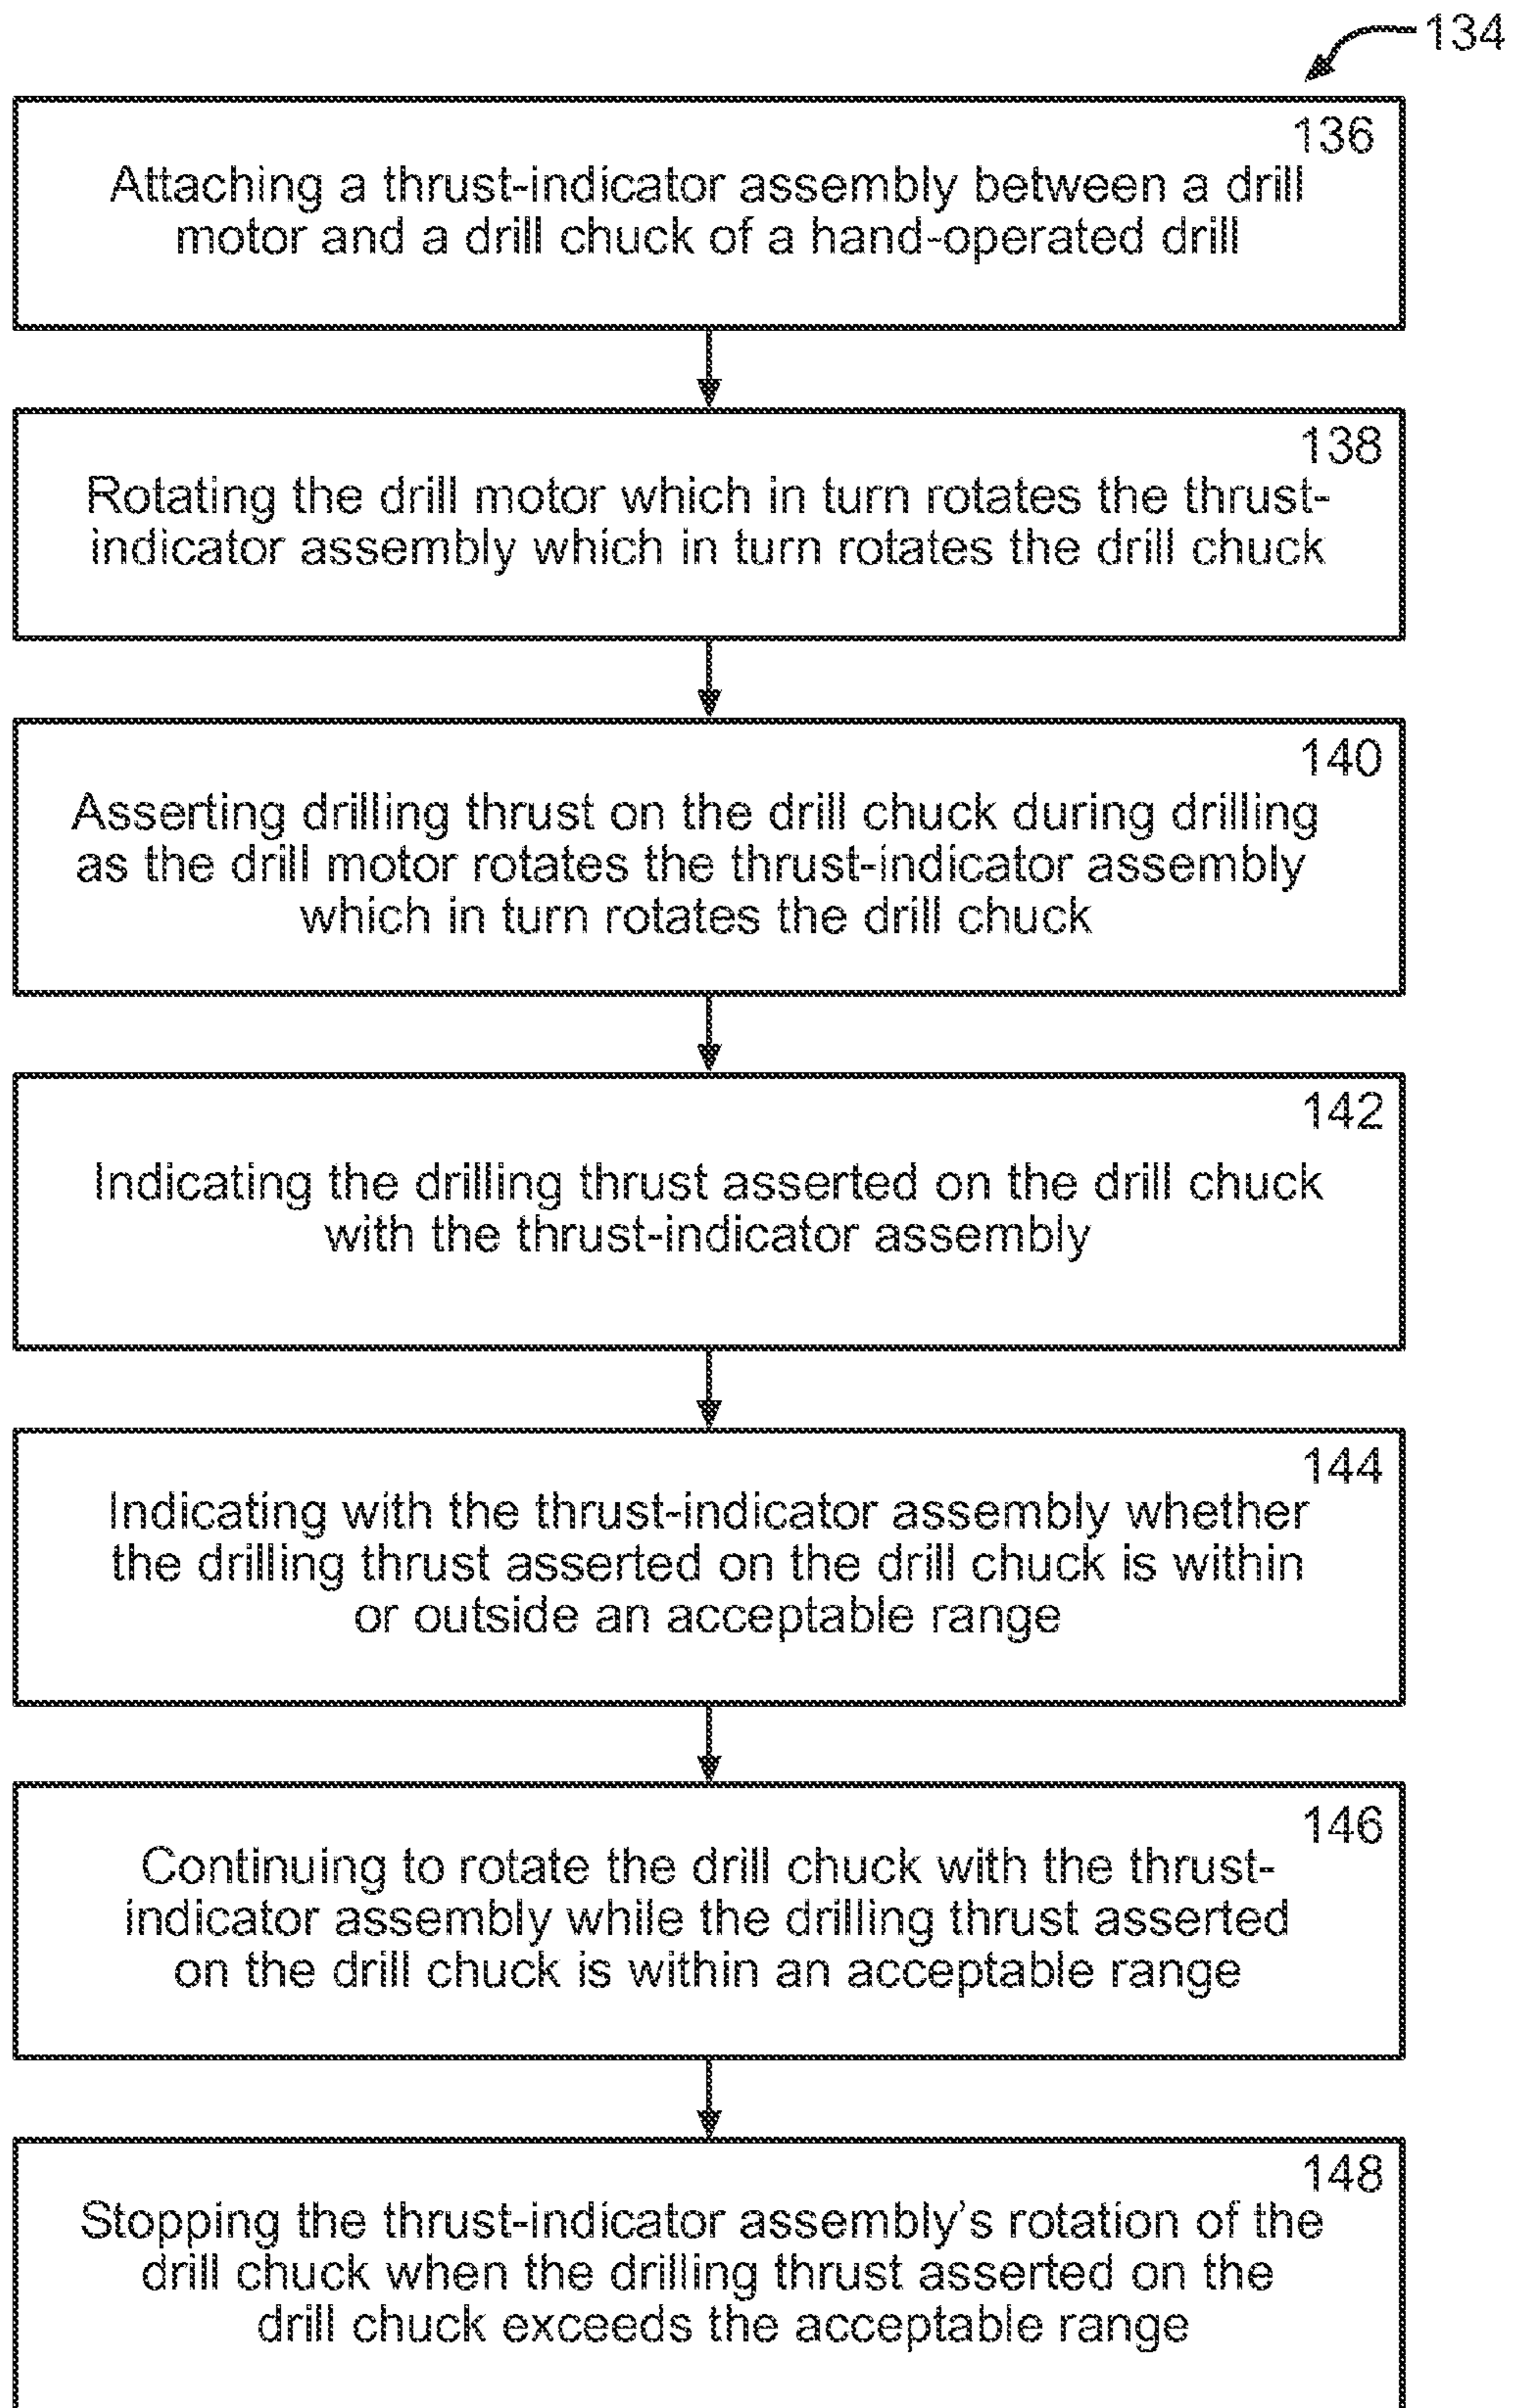 134
136
Attaching a thrust-indicator assembly between a drill
motor and a drill chuck of a hand-operated drill
138
Rotating the drill motor which in turn rotates the thrust-
indicator assembly which in turn rotates the drill chuck
140
Asserting drilling thrust on the drill chuck during drilling
as the drill motor rotates the thrust-indicator assembly
which in turn rotates the drill chuck
142
Indicating the drilling thrust asserted on the drill chuck
with the thrust-indicator assembly
144
Indicating with the thrust-indicator assembly whether
the drilling thrust asserted on the drill chuck is within
or outside an acceptable range
146
Continuing to rotate the drill chuck with the thrust-
indicator assembly while the drilling thrust asserted
on the drill chuck is within an acceptable range
148
Stopping the thrust-indicator assembly's rotation of the
drill chuck when the drilling thrust asserted on the
drill chuck exceeds the acceptable range